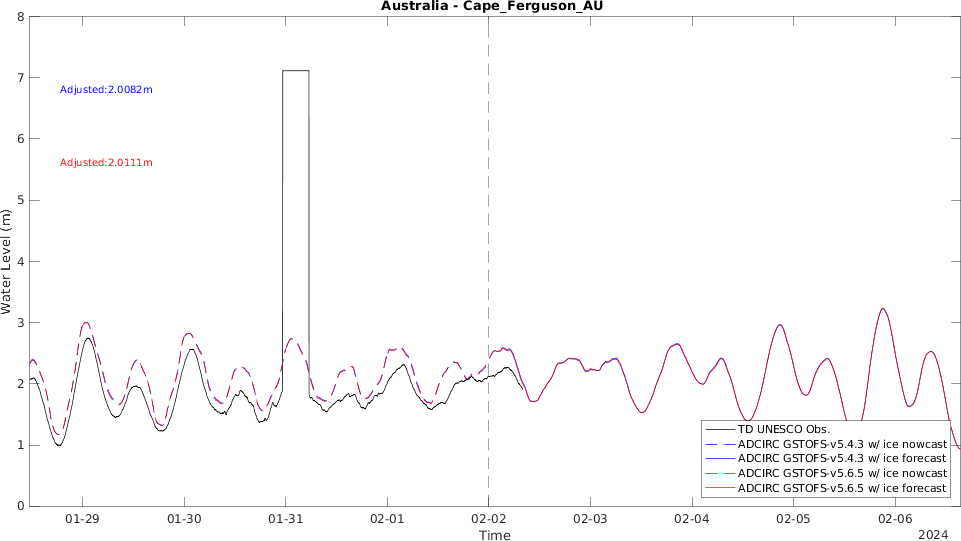 Australia - Cape_Ferguson_AU
8
7
6
5
4
3
2
1
0
Water Level (m)
Adjusted:2.0082m
Adjusted:2.0111m
TD UNESCO Obs.
ADCIRC GSTOFS-v5.4.3 w/ ice nowcast
ADCIRC GSTOFS-v5.4.3 w/ ice forecast
ADCIRC GSTOFS-v5.6.5 w/ ice nowcast
ADCIRC GSTOFS-v5.6.5 w/ ice forecast
01-29 01-30 01-31 02-01 02-02 02-03 02-04 02-05 02-06
Time
2024